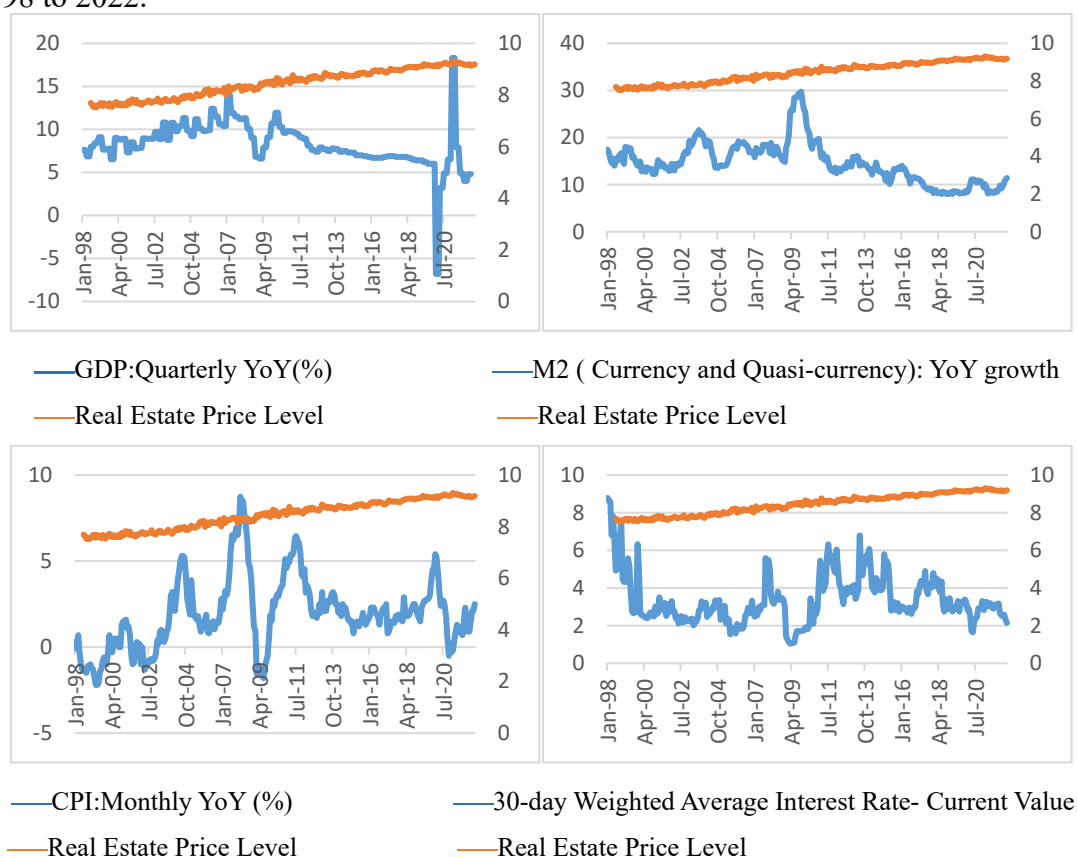 98 to 2022.
20
15
10
5
0
-5
-10
10
8
6
4
2
0
Jan-98
Apr-00
Jul-02
Oct-04
Jan-07
Apr-09
Jul-11
Oct-13
Jan-16
Apr-18
Jul-20
40
30
20
10
0
10
8
6
4
2
0
Jan-98
Apr-00
Jul-02
Oct-04
Jan-07
Apr-09
Jul-11
Oct-13
Jan-16
Apr-18
Jul-20
GDP:Quarterly YoY(%)
M2 ( Currency and Quasi-currency): YoY growth
Real Estate Price Level
Real Estate Price Level
10
5
0
-5
10
8
6
4
2
0
Jan-98
Apr-00
Jul-02
Oct-04
Jan-07
Apr-09
Jul-11
Oct-13
Jan-16
Apr-18
Jul-20
10
8
6
4
2
0
10
8
6
4
2
0
Jan-98
Apr-00
Jul-02
Oct-04
Jan-07
Apr-09
Jul-11
Oct-13
Jan-16
Apr-18
Jul-20
CPI:Monthly YoY (%)
30-day Weighted Average Interest Rate- Current Value
Real Estate Price Level
Real Estate Price Level